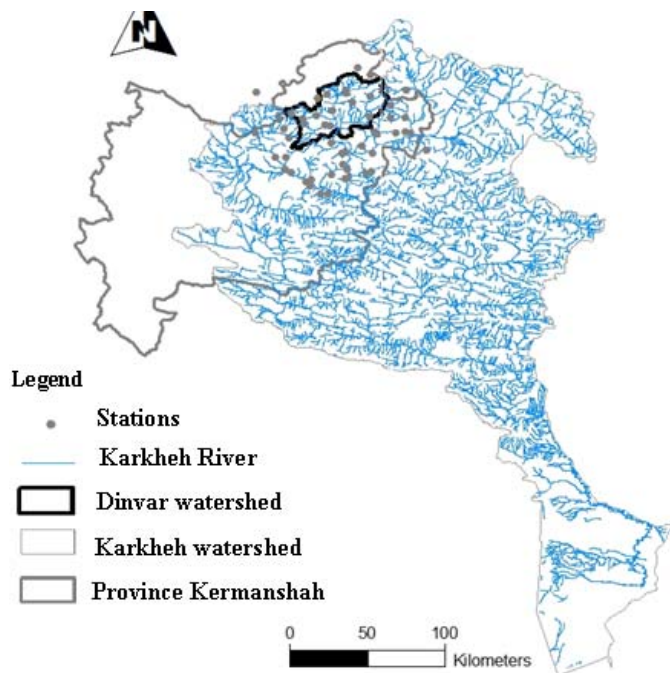 N
Legend
Stations
Karkheh River
Dinvar watershed
Karkheh watershed
Province Kermanshah
0 50 100
Kilometers